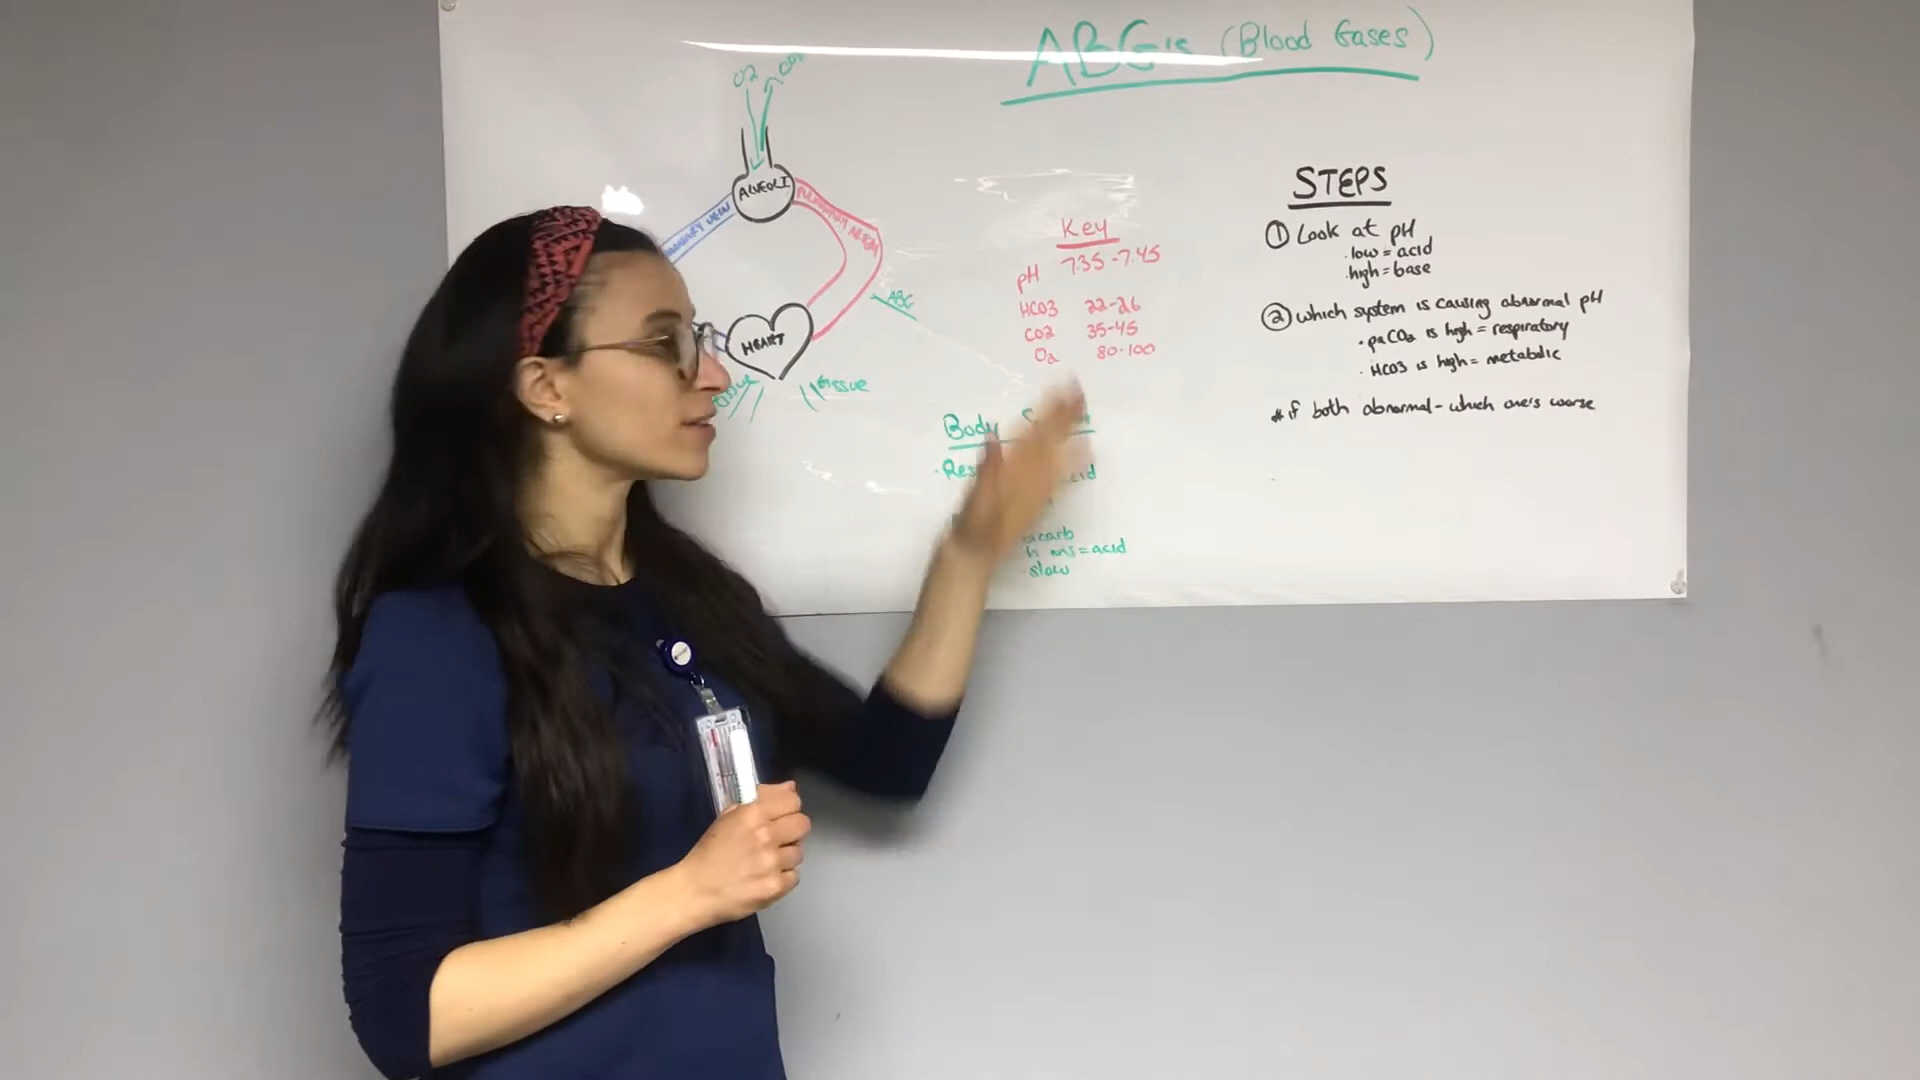 ABG's (Blood Gases)
O2
ALVEOLI
HEART
ABG
tissue
Key
pH 7.35-7.45
HCO3 22-26
CO2 35-45
O2 80-100
Body
acid
slow
STEPS
① Look at pH
·low = acid
·high = base
② which system is causing abnormal pH
·paCO2 is high = respiratory
·HCO3 is high = metabolic
*if both abnormal - which one's worse